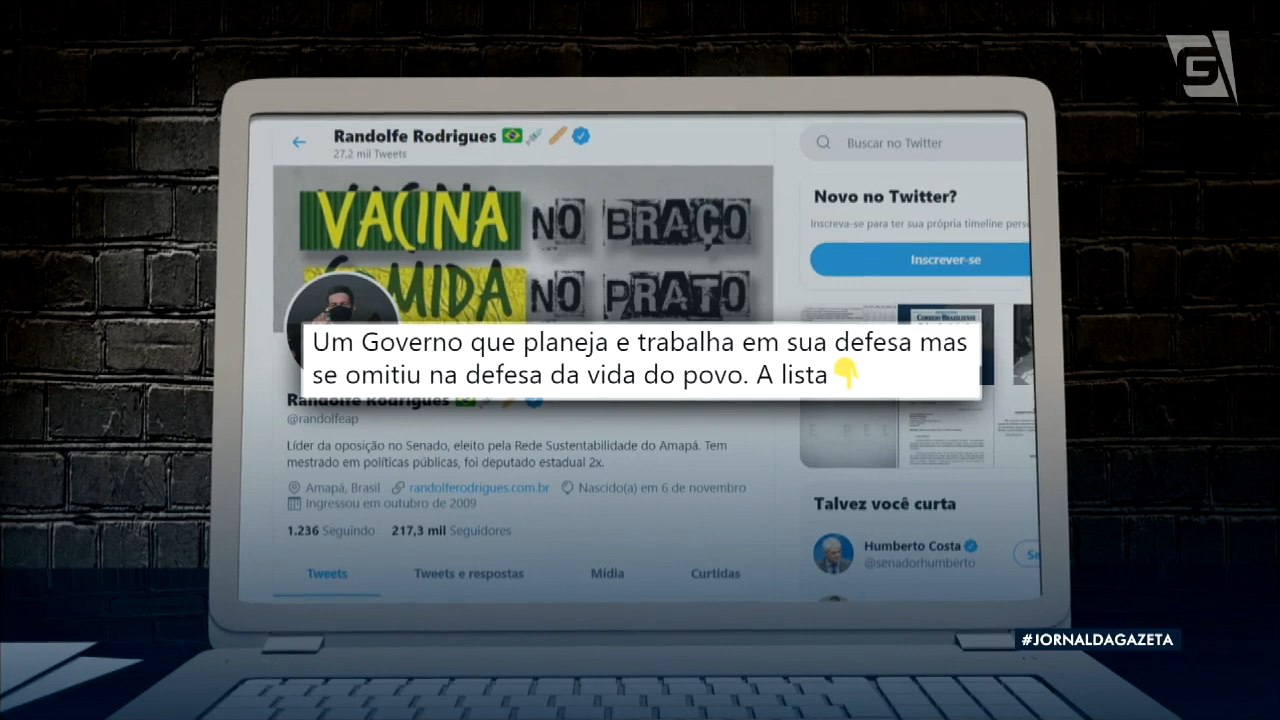 Randolfe Rodrigues
27,2 mil Tweets
Buscar no Twitter
VACINA NO BRAÇO
MIDA NO PRATO
Um Governo que planeja e trabalha em sua defesa mas
se omitiu na defesa da vida do povo. A lista👇
Randolfe Rodrigues
@randolfeap
Líder da oposição no Senado, eleito pela Rede Sustentabilidade do Amapá. Tem
mestrado em políticas públicas, foi deputado estadual 2x.
Amapá, Brasil randolferodrigues.com.br Nascido(a) em 6 de novembro
Ingressou em outubro de 2009
1.236 Seguindo 217,3 mil Seguidores
Tweets Tweets e respostas Mídia Curtidas
Novo no Twitter?
Inscreva-se para ter sua própria timeline pers
Inscrever-se
CORREIO BRAZILIENSE
E PEL
Talvez você curta
Humberto Costa
@senadorhumberto
Se
G
#JORNALDAGAZETA